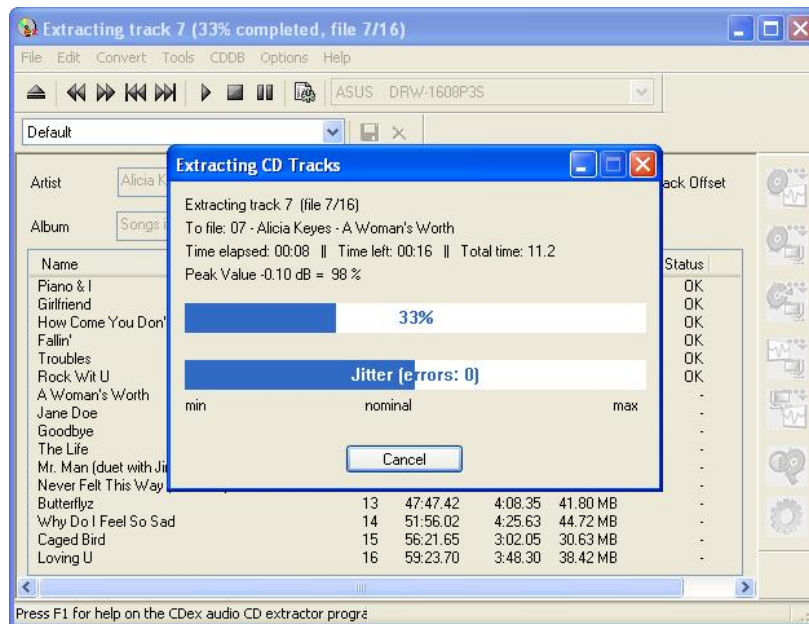 Extracting track 7 (33% completed, file 7/16)
File Edit Convert Tools CDDB Options Help
ASUS DRW-1608P3S
Default
Extracting CD Tracks
Artist Alicia K ack Offset
Extracting track 7 (file 7/16)
To file: 07 - Alicia Keyes - A Woman's Worth
Album Songs i
Time elapsed: 00:08 || Time left: 00:16 || Total time: 11.2
Name Status
Peak Value -0.10 dB = 98 %
Piano & I OK
Girlfriend OK
How Come You Don' OK
33%
Fallin' OK
Troubles OK
Rock Wit U OK
Jitter (errors: 0)
A Woman's Worth -
min nominal max
Jane Doe -
Goodbye -
The Life -
Cancel
Mr. Man (duet with Ji -
Never Felt This Way -
Butterflyz 13 47:47.42 4:08.35 41.80 MB -
Why Do I Feel So Sad 14 51:56.02 4:25.63 44.72 MB -
Caged Bird 15 56:21.65 3:02.05 30.63 MB -
Loving U 16 59:23.70 3:48.30 38.42 MB -
Press F1 for help on the CDex audio CD extractor progra